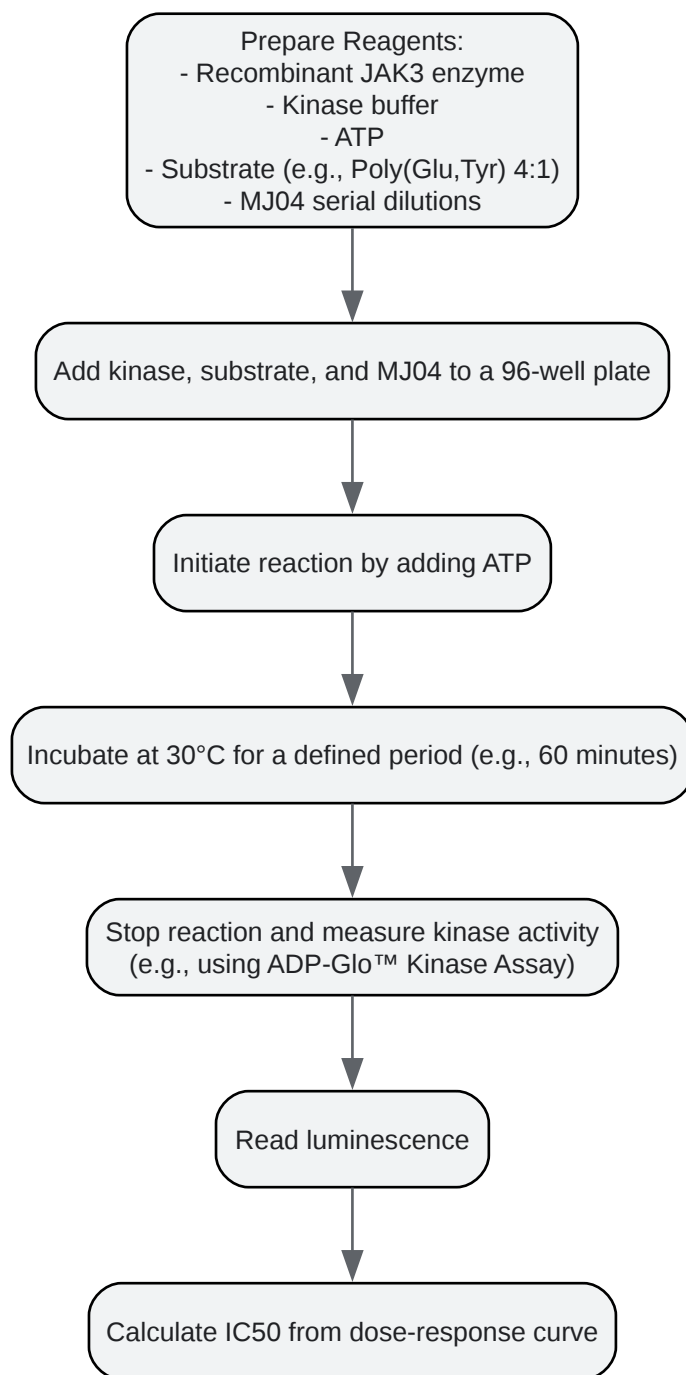 Prepare Reagents:
- Recombinant JAK3 enzyme
- Kinase buffer
- ATP
- Substrate (e.g., Poly(Glu,Tyr) 4:1)
- MJ04 serial dilutions
Add kinase, substrate, and MJ04 to a 96-well plate
Initiate reaction by adding ATP
Incubate at 30°C for a defined period (e.g., 60 minutes)
Stop reaction and measure kinase activity
(e.g., using ADP-Glo™ Kinase Assay)
Read luminescence
Calculate IC50 from dose-response curve